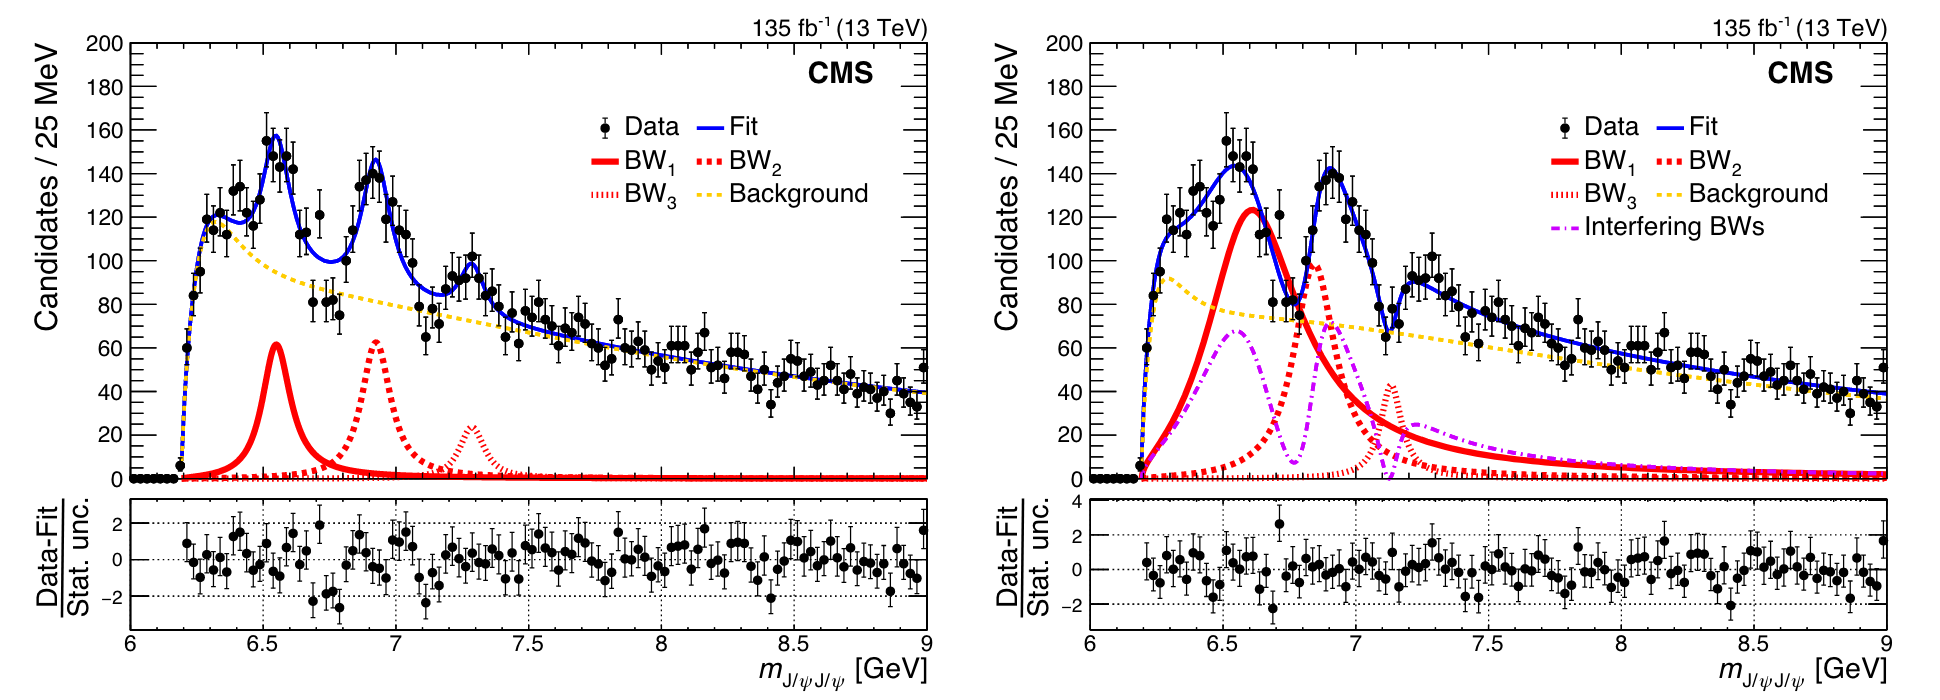 135 fb⁻¹ (13 TeV)
CMS
Candidates / 25 MeV
200
180
160
140
120
100
80
60
40
20
0
Data Fit
BW₁ BW₂
BW₃ Background
Data-Fit
Stat. unc.
2
0
−2
6 6.5 7 7.5 8 8.5 9
m_J/ψJ/ψ [GeV]
135 fb⁻¹ (13 TeV)
CMS
Candidates / 25 MeV
200
180
160
140
120
100
80
60
40
20
0
Data Fit
BW₁ BW₂
BW₃ Background
Interfering BWs
Data-Fit
Stat. unc.
4
2
0
−2
6 6.5 7 7.5 8 8.5 9
m_J/ψJ/ψ [GeV]